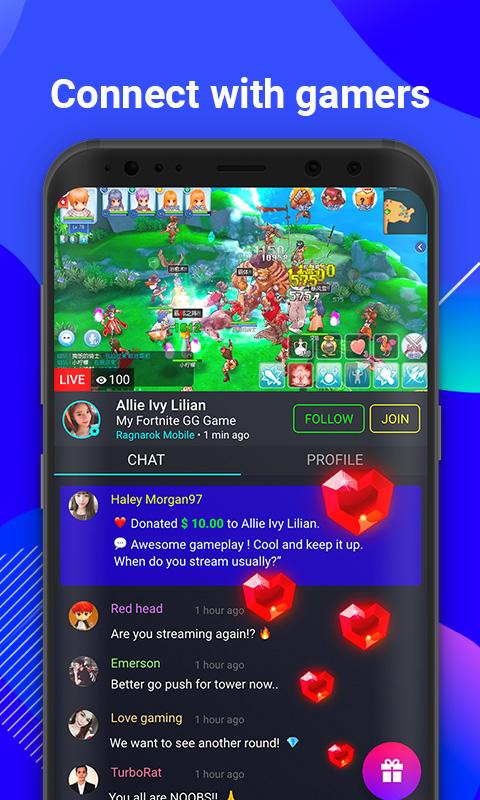 Connect with gamers
LIVE 100
Allie Ivy Lilian
My Fortnite GG Game
Ragnarok Mobile • 1 min ago
FOLLOW
JOIN
CHAT
PROFILE
Haley Morgan97
❤️ Donated $ 10.00 to Allie Ivy Lilian.
💬 Awesome gameplay ! Cool and keep it up.
When do you stream usually?”
Red head 1 hour ago
Are you streaming again!? 🔥
Emerson 1 hour ago
Better go push for tower now..
Love gaming 1 hour ago
We want to see another round! 💎
TurboRat 1 hour ago
You all are NOOBS!!